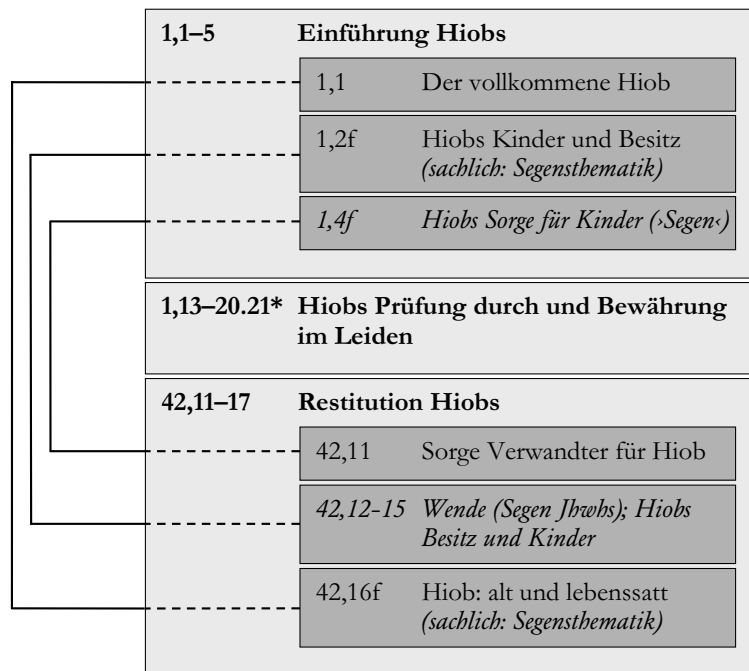 1,1–5 Einführung Hiobs
1,1 Der vollkommene Hiob
1,2f Hiobs Kinder und Besitz
(sachlich: Segensthematik)
1,4f Hiobs Sorge für Kinder (›Segen‹)
1,13–20.21* Hiobs Prüfung durch und Bewährung
im Leiden
42,11–17 Restitution Hiobs
42,11 Sorge Verwandter für Hiob
42,12-15 Wende (Segen Jhwhs); Hiobs
Besitz und Kinder
42,16f Hiob: alt und lebenssatt
(sachlich: Segensthematik)